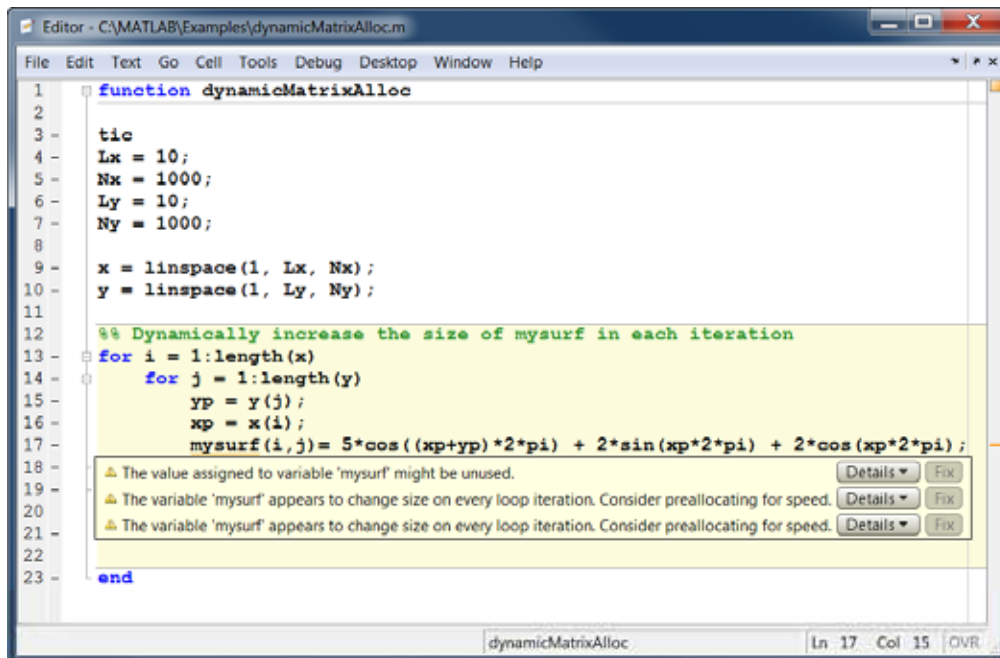 Editor - C:\MATLAB\Examples\dynamicMatrixAlloc.m
File Edit Text Go Cell Tools Debug Desktop Window Help
1 function dynamicMatrixAlloc
2
3 - tic
4 - Lx = 10;
5 - Nx = 1000;
6 - Ly = 10;
7 - Ny = 1000;
8
9 - x = linspace(1, Lx, Nx);
10 - y = linspace(1, Ly, Ny);
11
12 %% Dynamically increase the size of mysurf in each iteration
13 - for i = 1:length(x)
14 - for j = 1:length(y)
15 - yp = y(j);
16 - xp = x(i);
17 - mysurf(i,j)= 5*cos((xp+yp)*2*pi) + 2*sin(xp*2*pi) + 2*cos(xp*2*pi);
18 - The value assigned to variable 'mysurf' might be unused. Details Fix
19 - The variable 'mysurf' appears to change size on every loop iteration. Consider preallocating for speed. Details Fix
20
21 - The variable 'mysurf' appears to change size on every loop iteration. Consider preallocating for speed. Details Fix
22
23 - end
dynamicMatrixAlloc Ln 17 Col 15 OVR